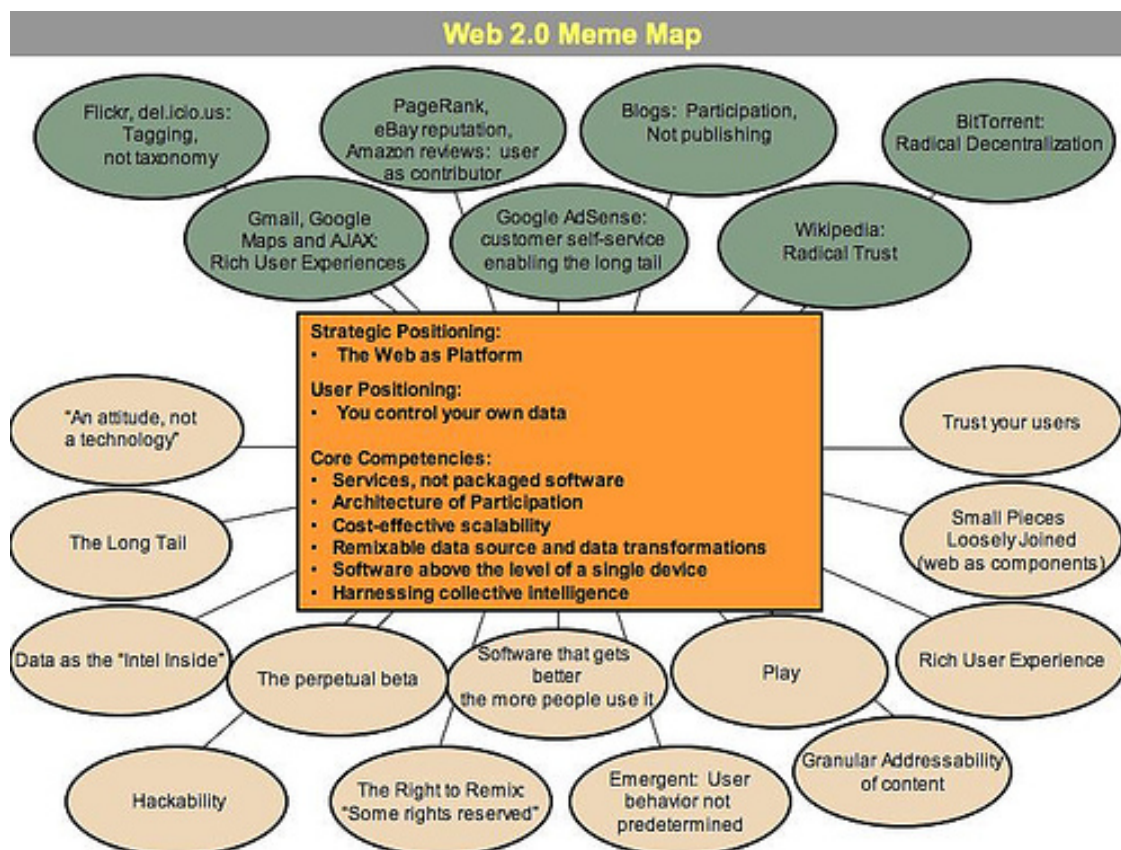 Web 2.0 Meme Map
Flickr, del.icio.us:
Tagging,
not taxonomy
PageRank,
eBay reputation,
Amazon reviews: user
as contributor
Blogs: Participation,
Not publishing
BitTorrent:
Radical Decentralization
Gmail, Google
Maps and AJAX:
Rich User Experiences
Google AdSense:
customer self-service
enabling the long tail
Wikipedia:
Radical Trust
Strategic Positioning:
• The Web as Platform
User Positioning:
• You control your own data
Core Competencies:
• Services, not packaged software
• Architecture of Participation
• Cost-effective scalability
• Remixable data source and data transformations
• Software above the level of a single device
• Harnessing collective intelligence
"An attitude, not
a technology"
Trust your users
The Long Tail
Small Pieces
Loosely Joined
(web as components)
Data as the "Intel Inside"
The perpetual beta
Software that gets
better
the more people use it
Play
Rich User Experience
Hackability
The Right to Remix:
"Some rights reserved"
Emergent: User
behavior not
predetermined
Granular Addressability
of content